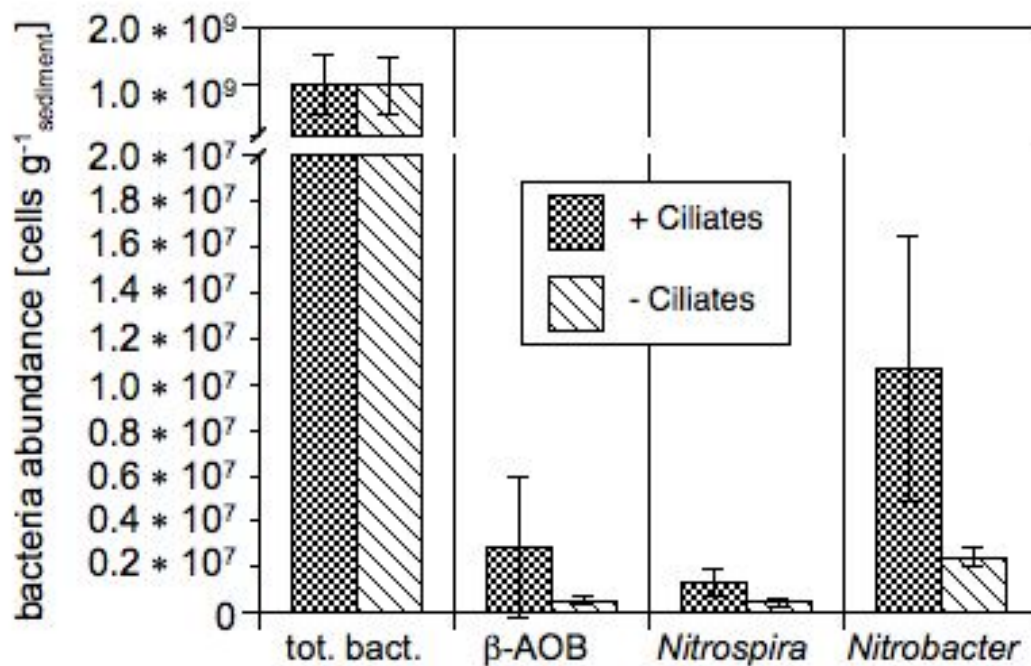 bacteria abundance [cells g⁻¹ sediment]
2.0 * 10⁹
1.0 * 10⁹
2.0 * 10⁷
1.8 * 10⁷
1.6 * 10⁷
1.4 * 10⁷
1.2 * 10⁷
1.0 * 10⁷
0.8 * 10⁷
0.6 * 10⁷
0.4 * 10⁷
0.2 * 10⁷
0
+ Ciliates
- Ciliates
tot. bact. β-AOB Nitrospira Nitrobacter